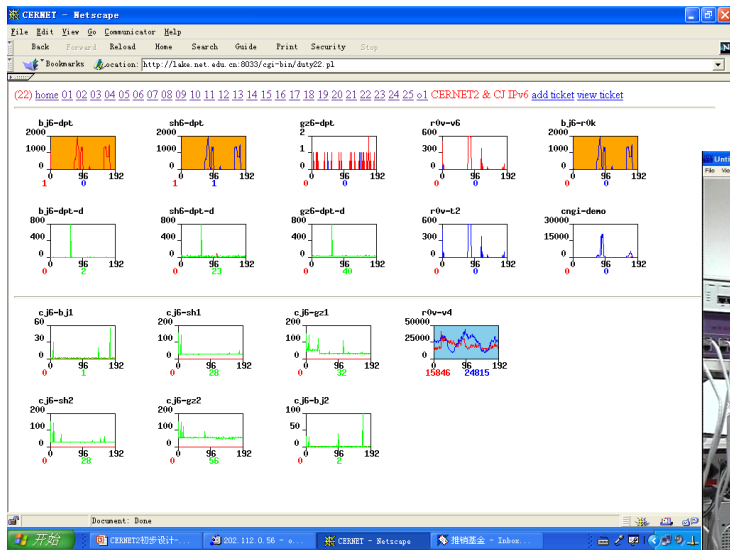 CERNET - Netscape
File Edit View Go Communicator Help
Back Forward Reload Home Search Guide Print Security Stop
Bookmarks Location: http://lake.net.edu.cn:8033/cgi-bin/duty22.pl
(22) home 01 02 03 04 05 06 07 08 09 10 11 12 13 14 15 16 17 18 19 20 21 22 23 24 25 o1 CERNET2 & CJ IPv6 add ticket view ticket
bj6-dpt sh6-dpt gz6-dpt r0v-v6 bj6-r0k
2000 2000 2 600 2000
1000 1000 1 300 1000
0 0 0 0 0
0 96 192 0 96 192 0 96 192 0 96 192 0 96 192
1 0 1 1 0 0 0 0 0 0
bj6-dpt-d sh6-dpt-d gz6-dpt-d r0v-t2 cngi-demo
800 800 800 600 30000
400 400 400 300 15000
0 0 0 0 0
0 96 192 0 96 192 0 96 192 0 96 192 0 96 192
0 2 0 23 0 40 0 0 0 0
cj6-bj1 cj6-sh1 cj6-gz1 r0v-v4
60 200 200 50000
30 100 100 25000
0 0 0 0
0 96 192 0 96 192 0 96 192 0 96 192
0 1 0 28 0 32 15846 24815
cj6-sh2 cj6-gz2 cj6-bj2
200 200 100
100 100 50
0 0 0
0 96 192 0 96 192 0 96 192
0 28 0 56 0 2
Unti
File Vie
Document: Done
开始 CERNET2初步设计-... 202.112.0.56 - ... CERNET - Netscape 推销基金 - Inbox...